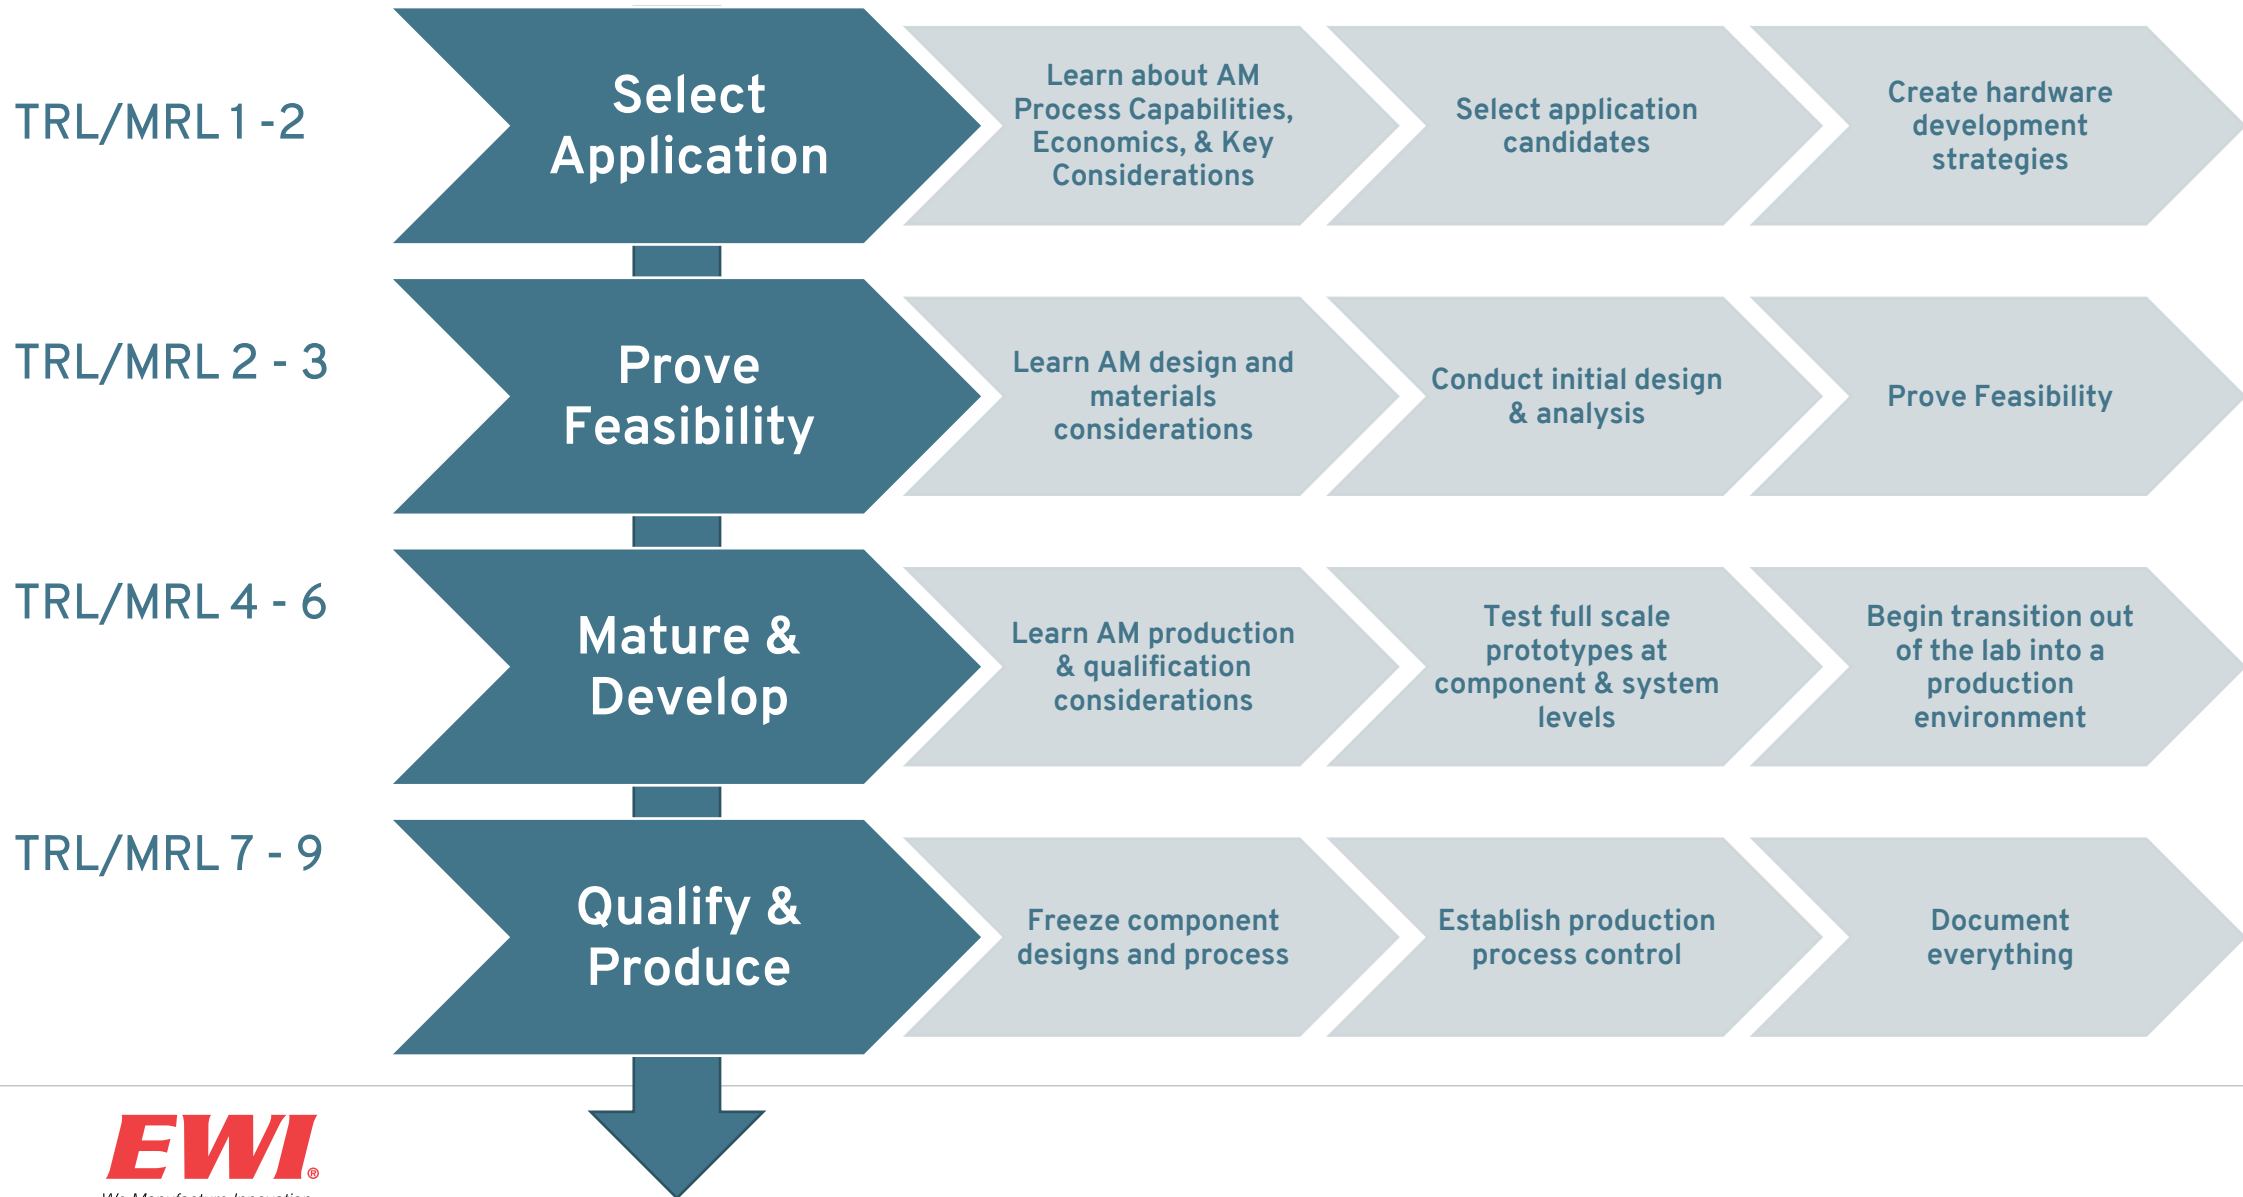 TRL/MRL 1 -2
Select
Application
Learn about AM
Process Capabilities,
Economics, & Key
Considerations
Select application
candidates
Create hardware
development
strategies
TRL/MRL 2 - 3
Prove
Feasibility
Learn AM design and
materials
considerations
Conduct initial design
& analysis
Prove Feasibility
TRL/MRL 4 - 6
Mature &
Develop
Learn AM production
& qualification
considerations
Test full scale
prototypes at
component & system
levels
Begin transition out
of the lab into a
production
environment
TRL/MRL 7 - 9
Qualify &
Produce
Freeze component
designs and process
Establish production
process control
Document
everything
EWI®
We Manufacture Innovation